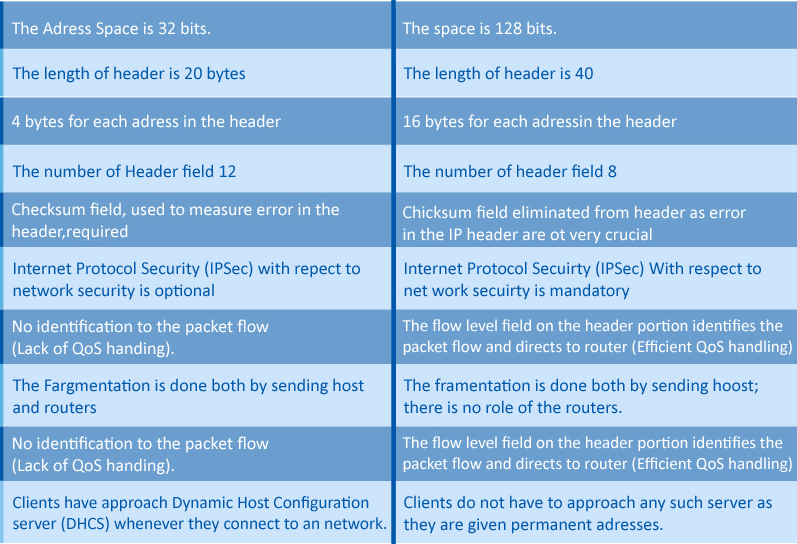 The Adress Space is 32 bits.
The space is 128 bits.
The length of header is 20 bytes
The length of header is 40
4 bytes for each adress in the header
16 bytes for each adressin the header
The number of Header field 12
The number of header field 8
Checksum field, used to measure error in the
header,required
Chicksum field eliminated from header as error
in the IP header are ot very crucial
Internet Protocol Security (IPSec) with repect to
network security is optional
Internet Protocol Secuirty (IPSec) With respect to
net work secuirty is mandatory
No identification to the packet flow
(Lack of QoS handing).
The flow level field on the header portion identifies the
packet flow and directs to router (Efficient QoS handling)
The Fargmentation is done both by sending host
and routers
The framentation is done both by sending hoost;
there is no role of the routers.
No identification to the packet flow
(Lack of QoS handing).
The flow level field on the header portion identifies the
packet flow and directs to router (Efficient QoS handling)
Clients have approach Dynamic Host Configuration
server (DHCS) whenever they connect to an network.
Clients do not have to approach any such server as
they are given permanent adresses.